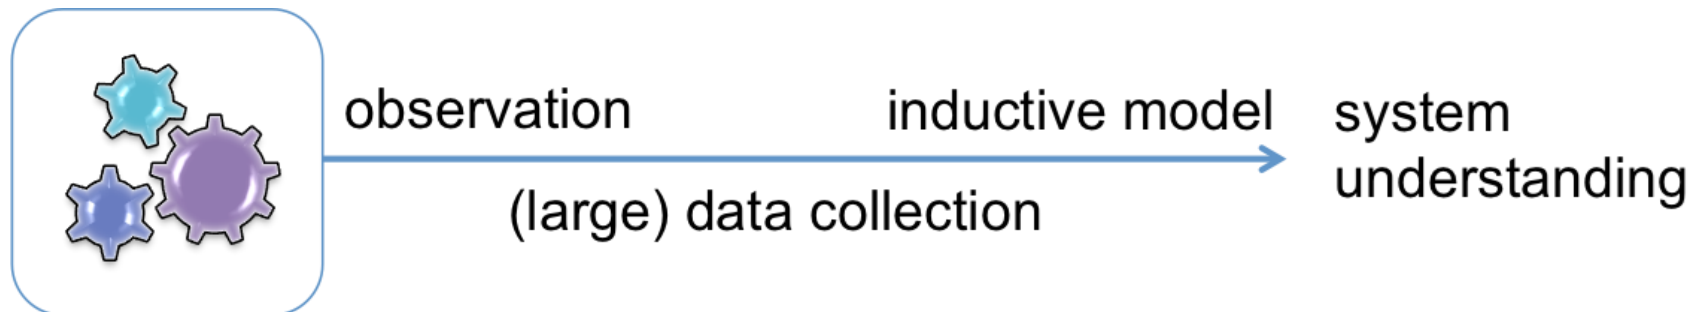 observation
inductive model
system
understanding
(large) data collection